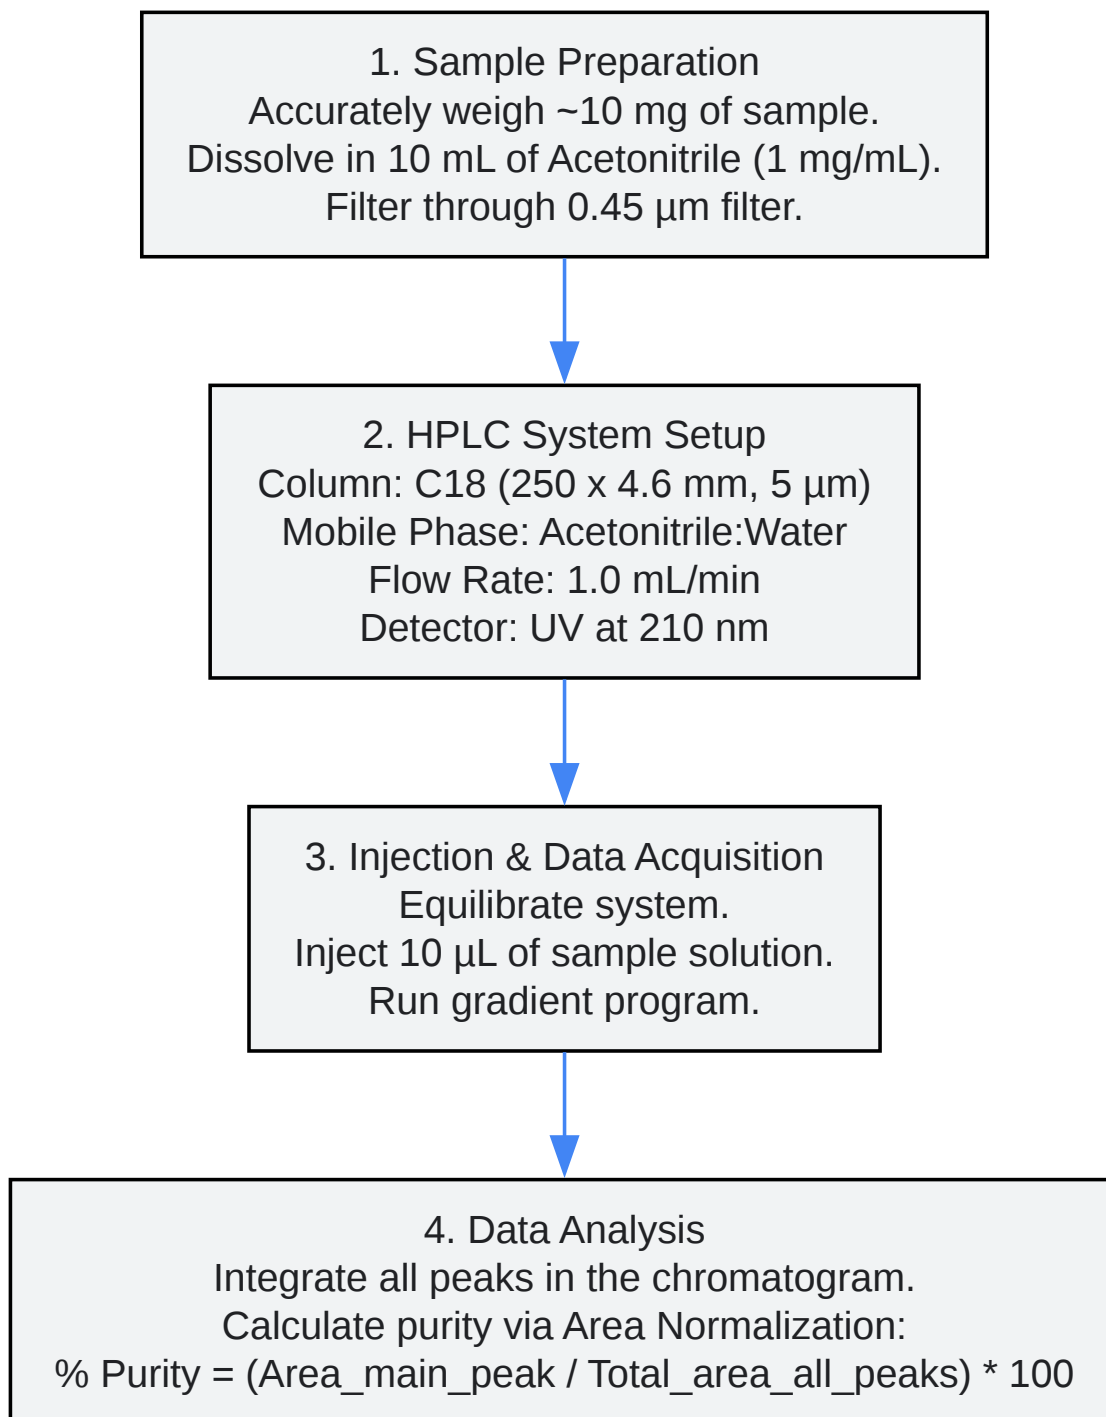 1. Sample Preparation
Accurately weigh ~10 mg of sample.
Dissolve in 10 mL of Acetonitrile (1 mg/mL).
Filter through 0.45 µm filter.
2. HPLC System Setup
Column: C18 (250 x 4.6 mm, 5 µm)
Mobile Phase: Acetonitrile:Water
Flow Rate: 1.0 mL/min
Detector: UV at 210 nm
3. Injection & Data Acquisition
Equilibrate system.
Inject 10 µL of sample solution.
Run gradient program.
4. Data Analysis
Integrate all peaks in the chromatogram.
Calculate purity via Area Normalization:
% Purity = (Area_main_peak / Total_area_all_peaks) * 100